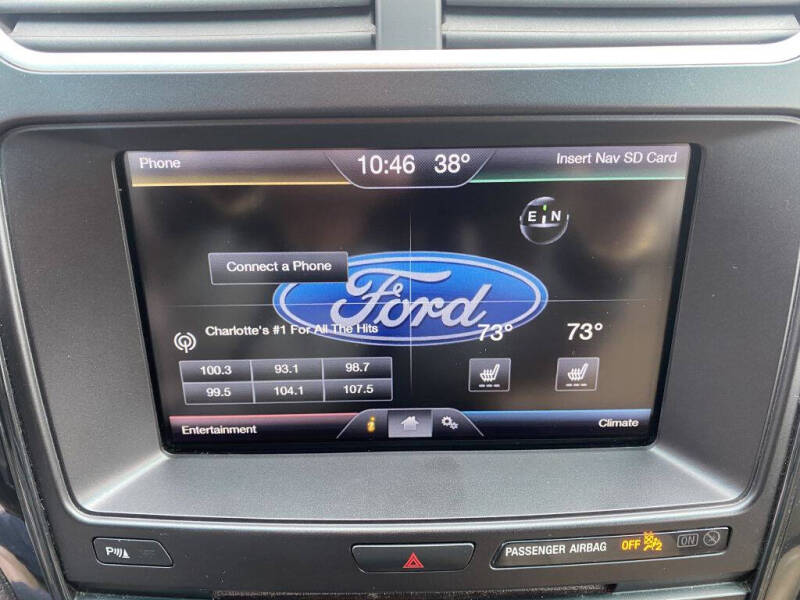 Phone 10:46 38° Insert Nav SD Card
E N
Connect a Phone
Ford
Charlotte's #1 For All The Hits 73° 73°
100.3 93.1 98.7
99.5 104.1 107.5
Entertainment i Climate
P PASSENGER AIRBAG OFF 2 ON